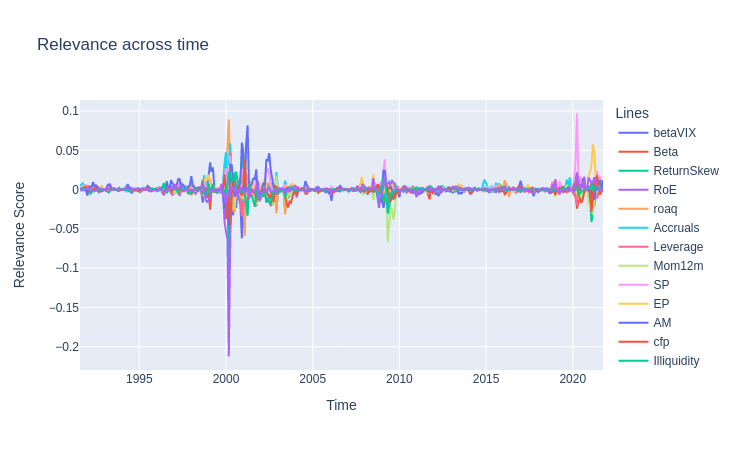 Relevance across time
Lines
betaVIX
Beta
ReturnSkew
RoE
roaq
Accruals
Leverage
Mom12m
SP
EP
AM
cfp
Illiquidity
Relevance Score
0.1
0.05
0
−0.05
−0.1
−0.15
−0.2
1995
2000
2005
2010
2015
2020
Time